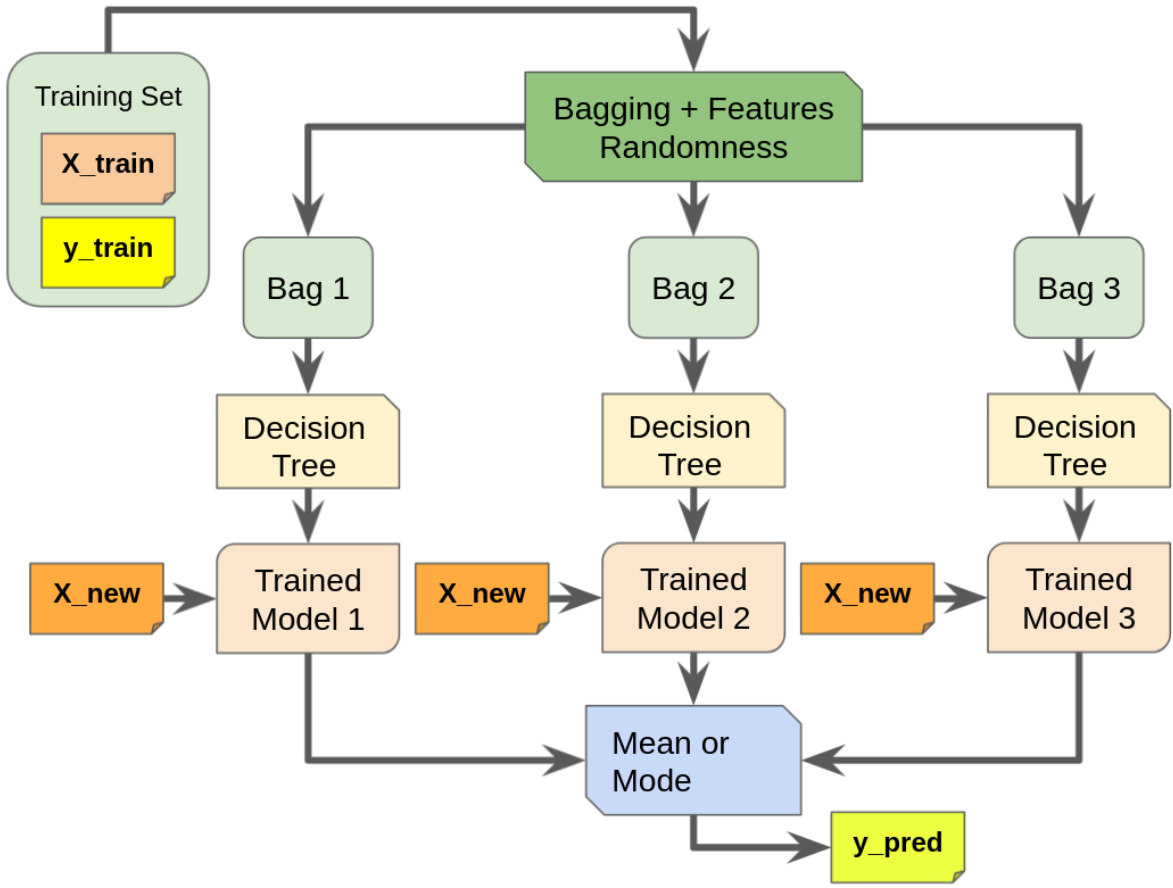 Training Set
X_train
y_train
Bagging + Features
Randomness
Bag 1
Bag 2
Bag 3
Decision
Tree
Decision
Tree
Decision
Tree
X_new
Trained
Model 1
X_new
Trained
Model 2
X_new
Trained
Model 3
Mean or
Mode
y_pred